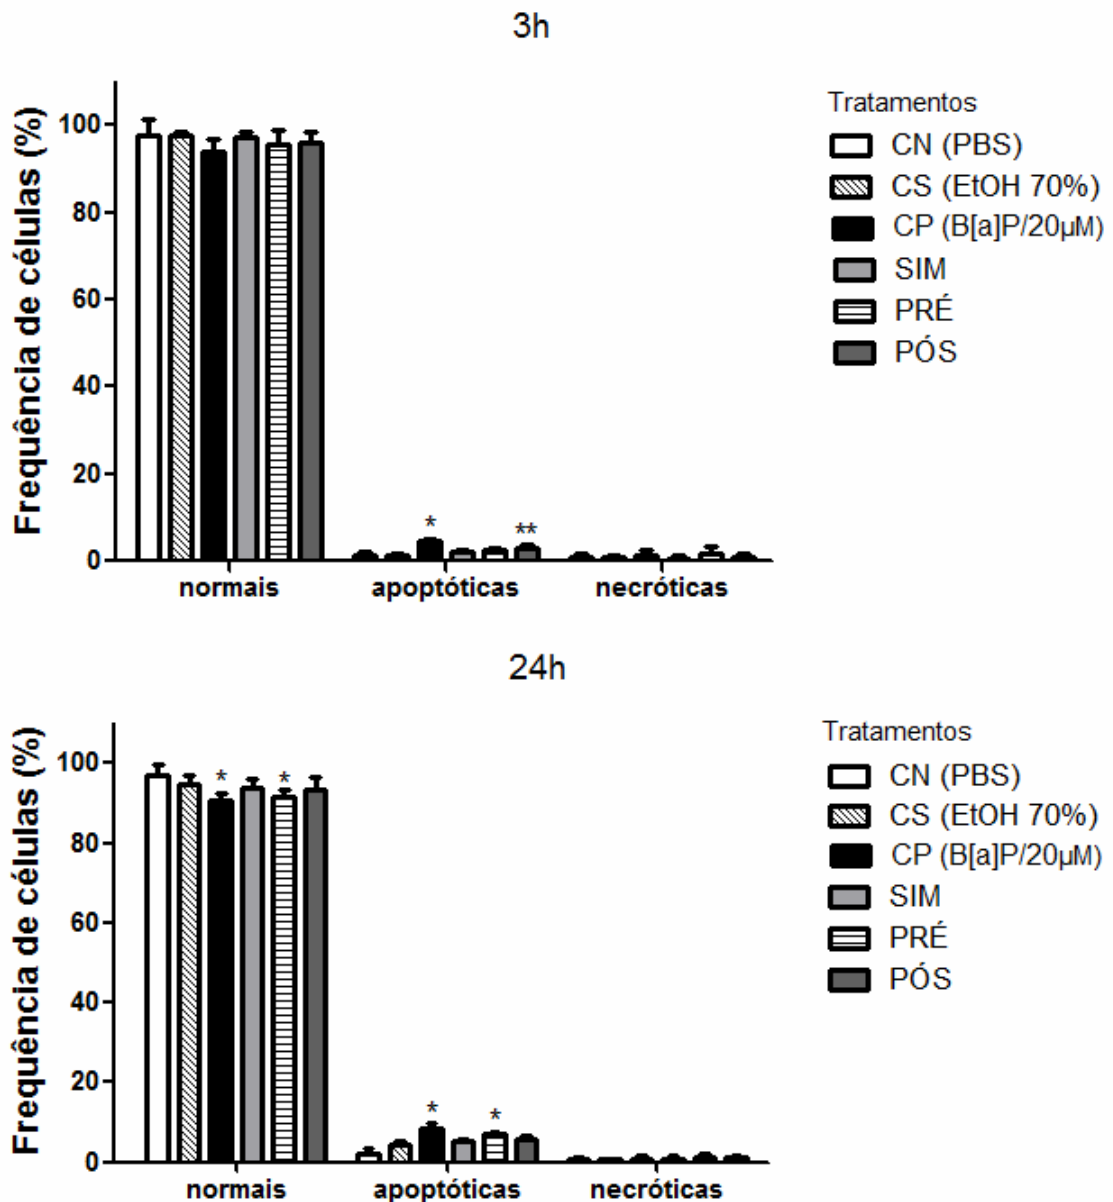 3h
Frequência de células (%)
100
80
60
40
20
0
*
**
normais
apoptóticas
necróticas
Tratamentos
CN (PBS)
CS (EtOH 70%)
CP (B[a]P/20µM)
SIM
PRÉ
PÓS
24h
Frequência de células (%)
100
80
60
40
20
0
*
*
*
*
normais
apoptóticas
necróticas
Tratamentos
CN (PBS)
CS (EtOH 70%)
CP (B[a]P/20µM)
SIM
PRÉ
PÓS